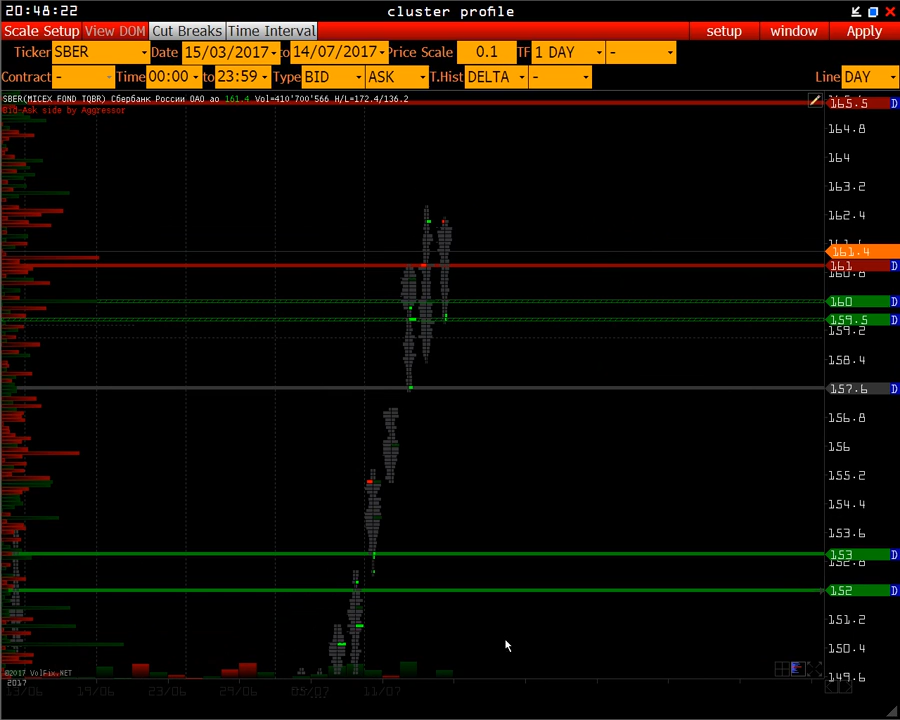 20:48:22 cluster profile
Scale Setup View DOM Cut Breaks Time Interval setup window Apply
Ticker SBER Date 15/03/2017 to 14/07/2017 Price Scale 0.1 TF 1 DAY -
Contract - Time 00:00 to 23:59 Type BID ASK T.Hist DELTA - Line DAY
SBER(MICEX FOND TQBR) Сбербанк России ОАО ао 161.4 Vol=410'700'566 H/L=172.4/136.2
Bid Ask side by Aggressor
165.5 D
164.8
164
163.2
162.4
161.4
161 D
160.8
160 D
159.5 D
159.2
158.4
157.6 D
156.8
156
155.2
154.4
153.6
153 D
152.8
152 D
151.2
150.4
149.6
©2017 VolFix.NET
2017
13/06 19/06 23/06 29/06 05/07 11/07